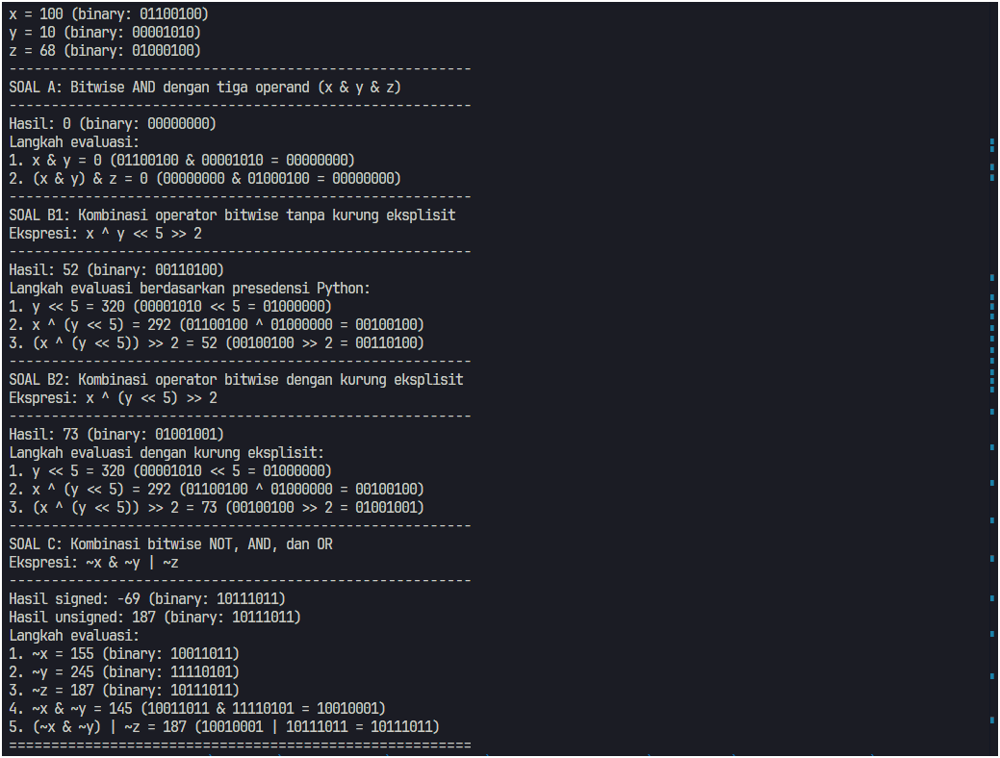 x = 100 (binary: 01100100)
y = 10 (binary: 00001010)
z = 68 (binary: 01000100)
-------------------------------------------------------
SOAL A: Bitwise AND dengan tiga operand (x & y & z)
-------------------------------------------------------
Hasil: 0 (binary: 00000000)
Langkah evaluasi:
1. x & y = 0 (01100100 & 00001010 = 00000000)
2. (x & y) & z = 0 (00000000 & 01000100 = 00000000)
-------------------------------------------------------
SOAL B1: Kombinasi operator bitwise tanpa kurung eksplisit
Ekspresi: x ^ y << 5 >> 2
-------------------------------------------------------
Hasil: 52 (binary: 00110100)
Langkah evaluasi berdasarkan presedensi Python:
1. y << 5 = 320 (00001010 << 5 = 01000000)
2. x ^ (y << 5) = 292 (01100100 ^ 01000000 = 00100100)
3. (x ^ (y << 5)) >> 2 = 52 (00100100 >> 2 = 00110100)
-------------------------------------------------------
SOAL B2: Kombinasi operator bitwise dengan kurung eksplisit
Ekspresi: x ^ (y << 5) >> 2
-------------------------------------------------------
Hasil: 73 (binary: 01001001)
Langkah evaluasi dengan kurung eksplisit:
1. y << 5 = 320 (00001010 << 5 = 01000000)
2. x ^ (y << 5) = 292 (01100100 ^ 01000000 = 00100100)
3. (x ^ (y << 5)) >> 2 = 73 (00100100 >> 2 = 01001001)
-------------------------------------------------------
SOAL C: Kombinasi bitwise NOT, AND, dan OR
Ekspresi: ~x & ~y | ~z
-------------------------------------------------------
Hasil signed: -69 (binary: 10111011)
Hasil unsigned: 187 (binary: 10111011)
Langkah evaluasi:
1. ~x = 155 (binary: 10011011)
2. ~y = 245 (binary: 11110101)
3. ~z = 187 (binary: 10111011)
4. ~x & ~y = 145 (10011011 & 11110101 = 10010001)
5. (~x & ~y) | ~z = 187 (10010001 | 10111011 = 10111011)
=======================================================